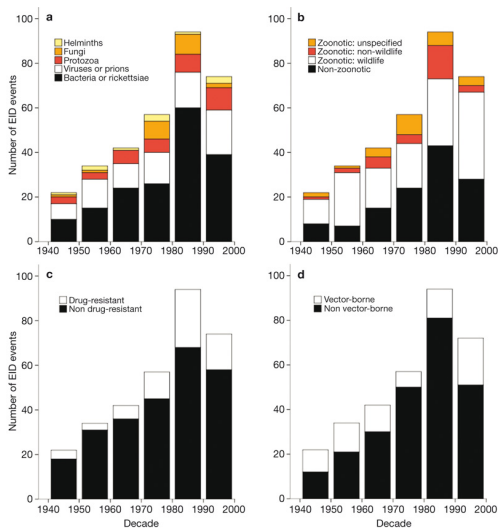 a
Helminths
Fungi
Protozoa
Viruses or prions
Bacteria or rickettsiae
Number of EID events
100
80
60
40
20
0
1940 1950 1960 1970 1980 1990 2000
b
Zoonotic: unspecified
Zoonotic: non-wildlife
Zoonotic: wildlife
Non-zoonotic
100
80
60
40
20
0
1940 1950 1960 1970 1980 1990 2000
c
Drug-resistant
Non drug-resistant
Number of EID events
100
80
60
40
20
0
1940 1950 1960 1970 1980 1990 2000
Decade
d
Vector-borne
Non vector-borne
100
80
60
40
20
0
1940 1950 1960 1970 1980 1990 2000
Decade